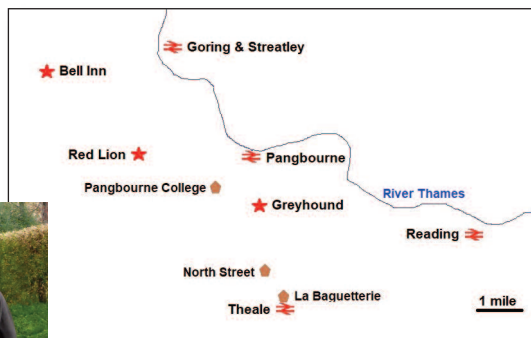 Goring & Streatley
Bell Inn
Red Lion
Pangbourne
Pangbourne College
River Thames
Greyhound
Reading
North Street
La Baguetterie
Theale
1 mile